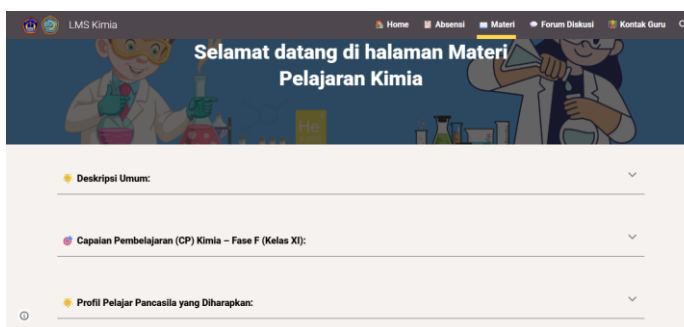 LMS Kimia
Home Absensi Materi Forum Diskusi Kontak Guru
Selamat datang di halaman Materi
Pelajaran Kimia
He
Deskripsi Umum:
Capaian Pembelajaran (CP) Kimia – Fase F (Kelas XI):
Profil Pelajar Pancasila yang Diharapkan: